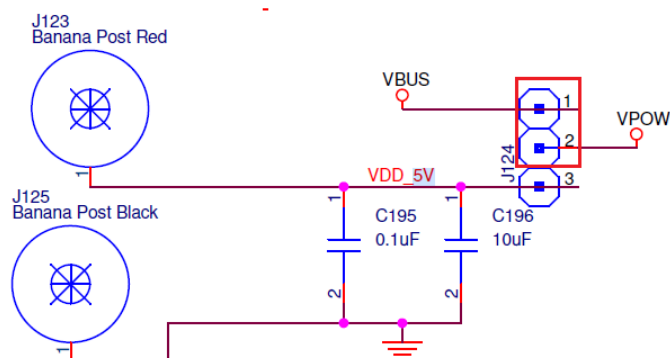 J123
Banana Post Red
VBUS
1
VPOW
2
J124
1
VDD_5V
3
J125
Banana Post Black
1
C195
0.1uF
2
1
C196
10uF
2
1